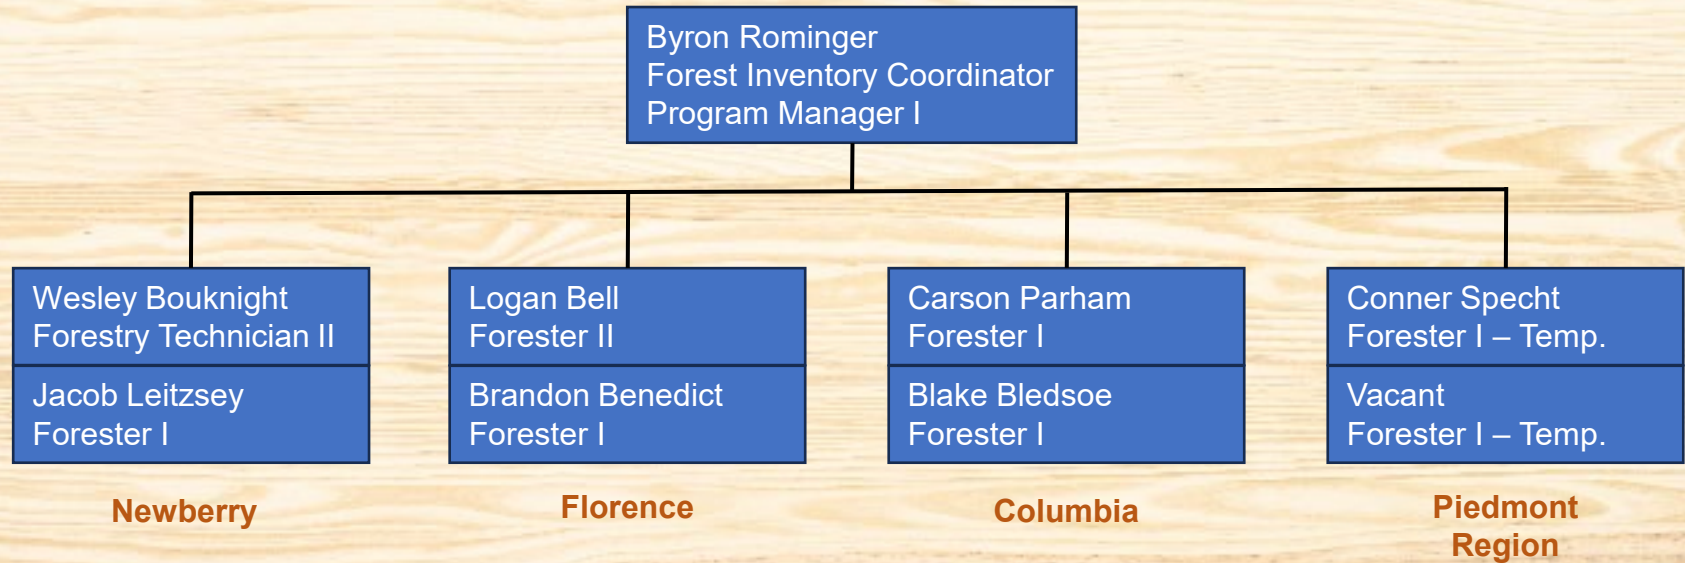 Byron Rominger
Forest Inventory Coordinator
Program Manager I
Wesley Bouknight
Forestry Technician II
Jacob Leitzsey
Forester I
Newberry
Logan Bell
Forester II
Brandon Benedict
Forester I
Florence
Carson Parham
Forester I
Blake Bledsoe
Forester I
Columbia
Conner Specht
Forester I – Temp.
Vacant
Forester I – Temp.
Piedmont
Region